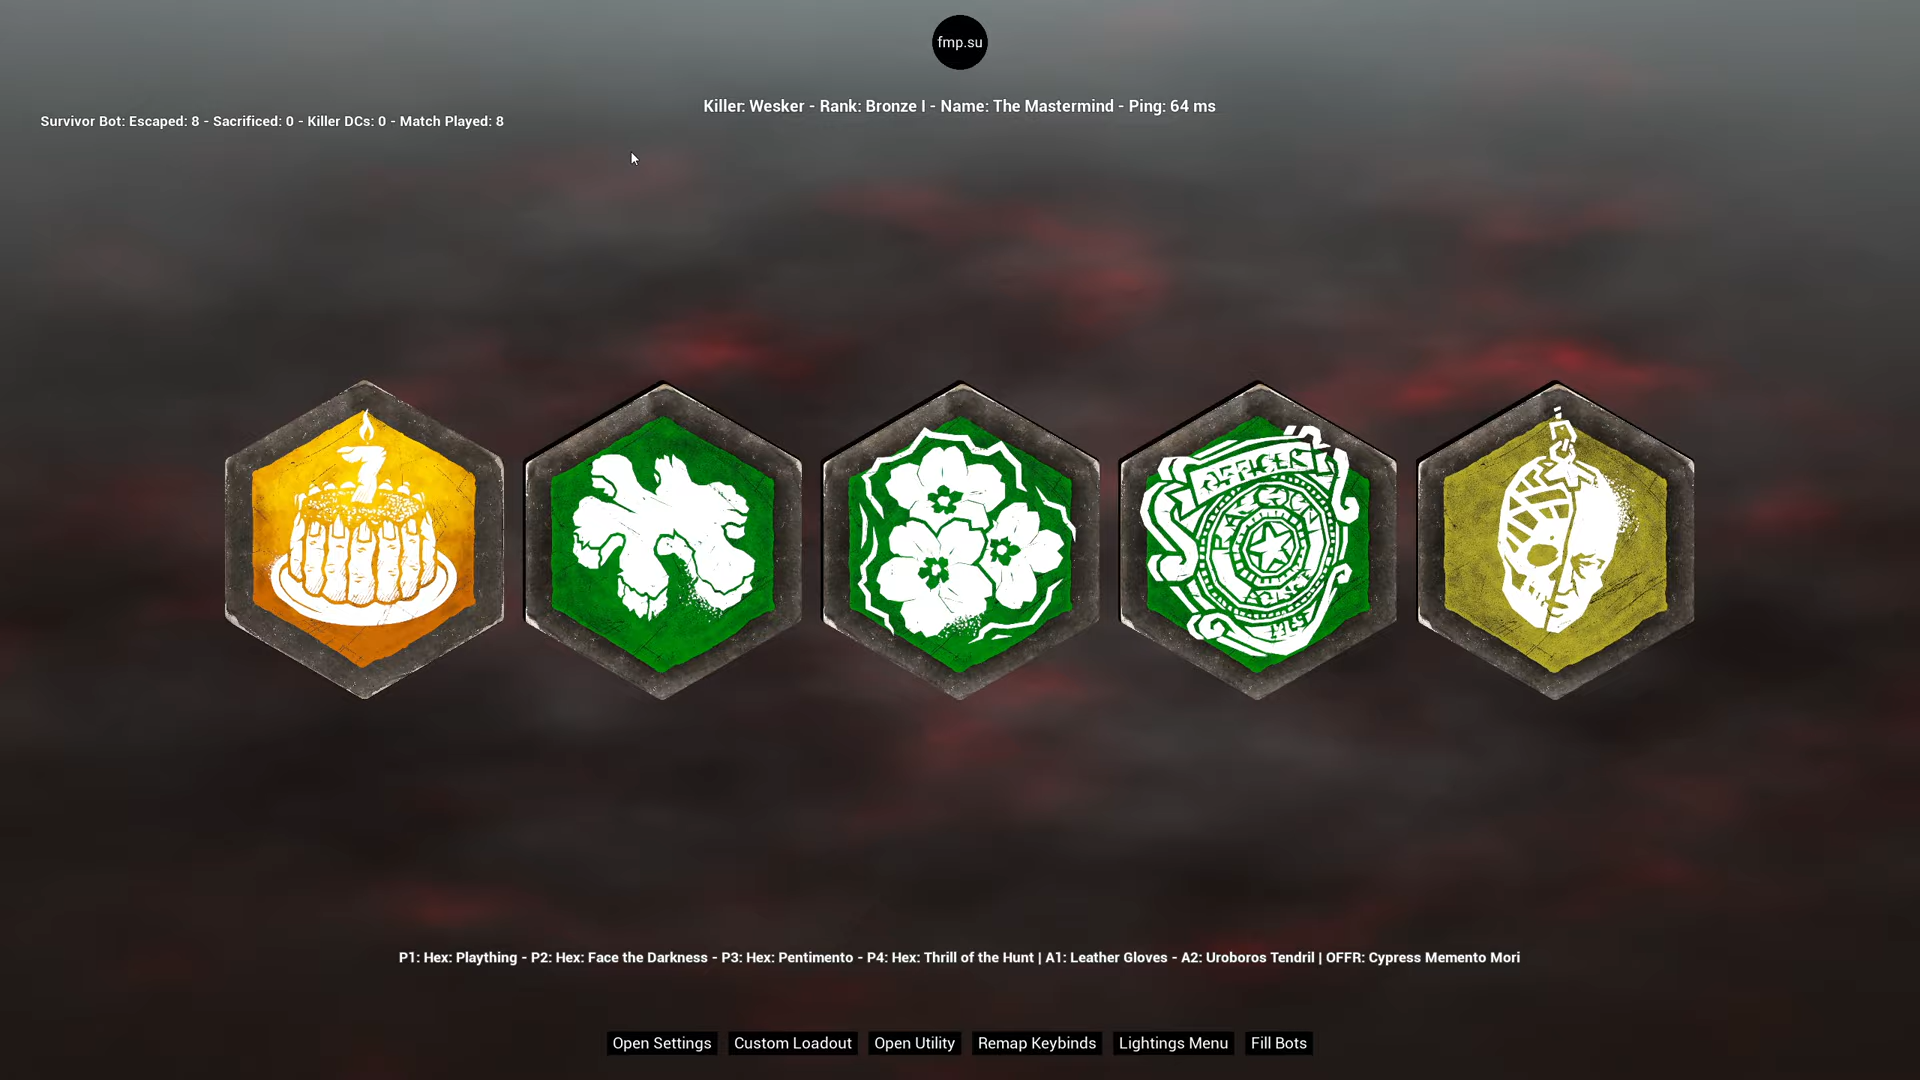 fmp.su
Killer: Wesker - Rank: Bronze I - Name: The Mastermind - Ping: 64 ms
Survivor Bot: Escaped: 8 - Sacrificed: 0 - Killer DCs: 0 - Match Played: 8
7
P1: Hex: Plaything - P2: Hex: Face the Darkness - P3: Hex: Pentimento - P4: Hex: Thrill of the Hunt | A1: Leather Gloves - A2: Uroboros Tendril | OFFR: Cypress Memento Mori
Open Settings
Custom Loadout
Open Utility
Remap Keybinds
Lightings Menu
Fill Bots